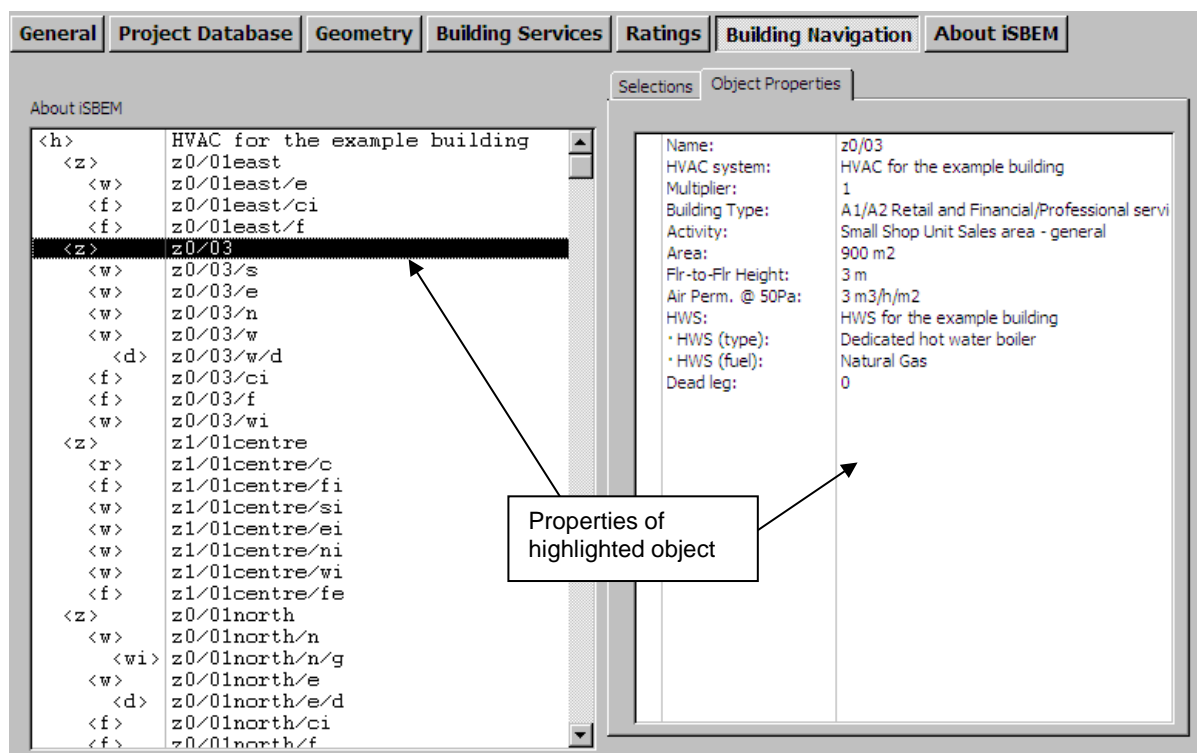 General Project Database Geometry Building Services Ratings Building Navigation About iSBEM
Selections Object Properties
About iSBEM
<h> HVAC for the example building
<z> z0/01east
<w> z0/01east/e
<f> z0/01east/ci
<f> z0/01east/f
<z> z0/03
<w> z0/03/s
<w> z0/03/e
<w> z0/03/n
<w> z0/03/w
<d> z0/03/w/d
<f> z0/03/ci
<f> z0/03/f
<w> z0/03/wi
<z> z1/01centre
<r> z1/01centre/c
<f> z1/01centre/fi
<w> z1/01centre/si
<w> z1/01centre/ei
<w> z1/01centre/ni
<w> z1/01centre/wi
<f> z1/01centre/fe
<z> z0/01north
<w> z0/01north/n
<wi> z0/01north/n/g
<w> z0/01north/e
<d> z0/01north/e/d
<f> z0/01north/ci
<f> z0/01north/f
Name: z0/03
HVAC system: HVAC for the example building
Multiplier: 1
Building Type: A1/A2 Retail and Financial/Professional servi
Activity: Small Shop Unit Sales area - general
Area: 900 m2
Flr-to-Flr Height: 3 m
Air Perm. @ 50Pa: 3 m3/h/m2
HWS: HWS for the example building
· HWS (type): Dedicated hot water boiler
· HWS (fuel): Natural Gas
Dead leg: 0
Properties of
highlighted object